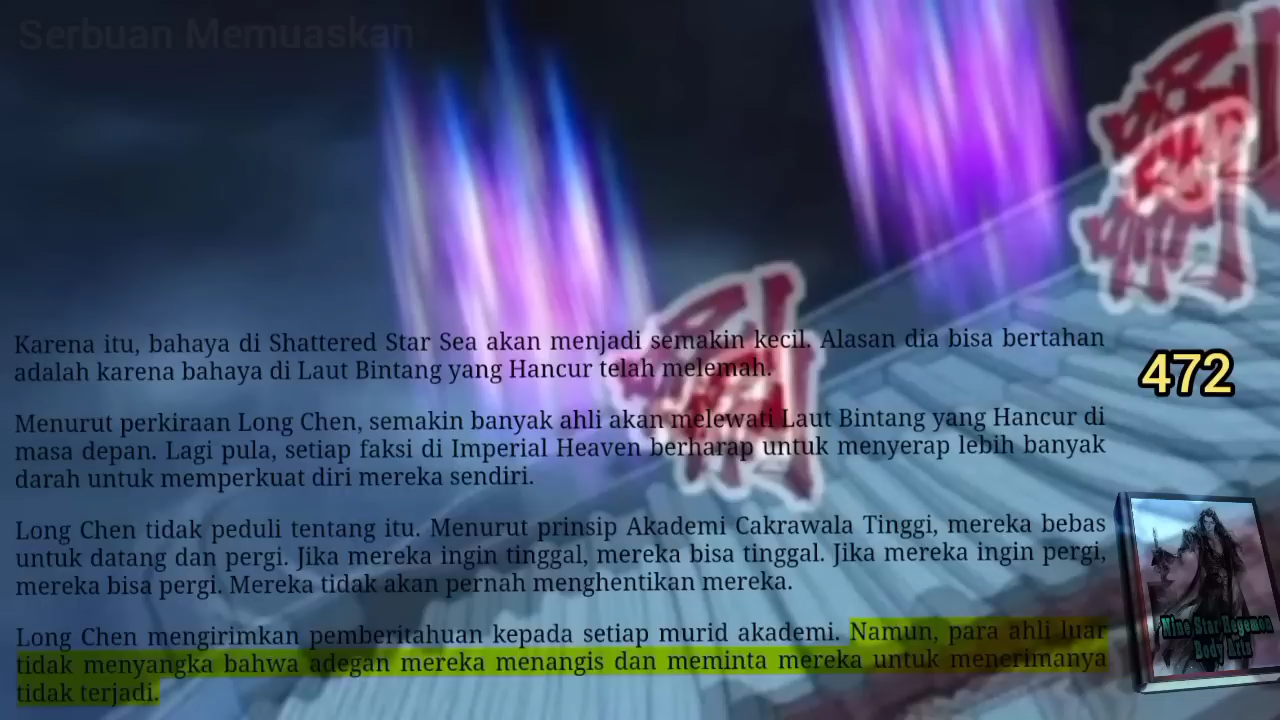 Serbuan Memuaskan
Karena itu, bahaya di Shattered Star Sea akan menjadi semakin kecil. Alasan dia bisa bertahan
adalah karena bahaya di Laut Bintang yang Hancur telah melemah.
Menurut perkiraan Long Chen, semakin banyak ahli akan melewati Laut Bintang yang Hancur di
masa depan. Lagi pula, setiap faksi di Imperial Heaven berharap untuk menyerap lebih banyak
darah untuk memperkuat diri mereka sendiri.
Long Chen tidak peduli tentang itu. Menurut prinsip Akademi Cakrawala Tinggi, mereka bebas
untuk datang dan pergi. Jika mereka ingin tinggal, mereka bisa tinggal. Jika mereka ingin pergi,
mereka bisa pergi. Mereka tidak akan pernah menghentikan mereka.
Long Chen mengirimkan pemberitahuan kepada setiap murid akademi. Namun, para ahli luar
tidak menyangka bahwa adegan mereka menangis dan meminta mereka untuk menerimanya
tidak terjadi.
472
Nine Star Hegemon
Body Arts